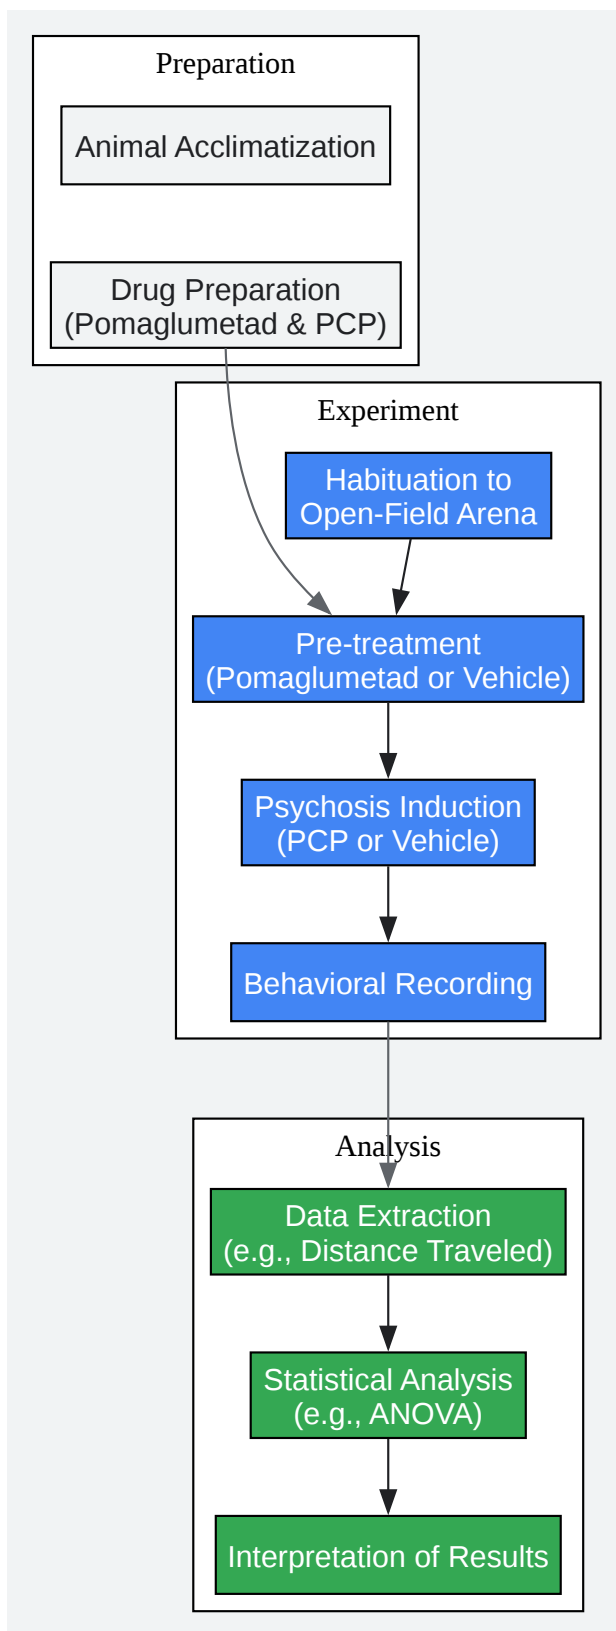 Preparation
Animal Acclimatization
Drug Preparation
(Pomaglumetad & PCP)
Experiment
Habituation to
Open-Field Arena
Pre-treatment
(Pomaglumetad or Vehicle)
Psychosis Induction
(PCP or Vehicle)
Behavioral Recording
Analysis
Data Extraction
(e.g., Distance Traveled)
Statistical Analysis
(e.g., ANOVA)
Interpretation of Results